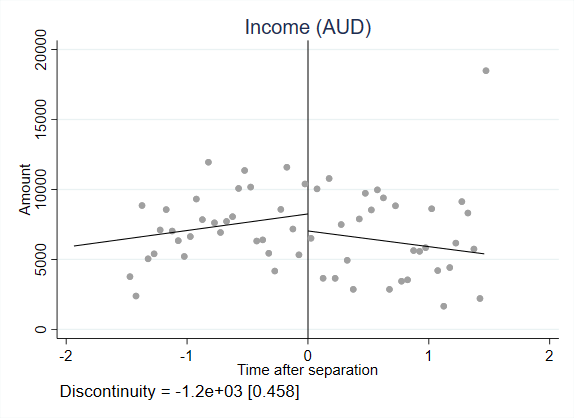 Income (AUD)
20000
15000
10000
5000
0
Amount
-2 -1 0 1 2
Time after separation
Discontinuity = -1.2e+03 [0.458]